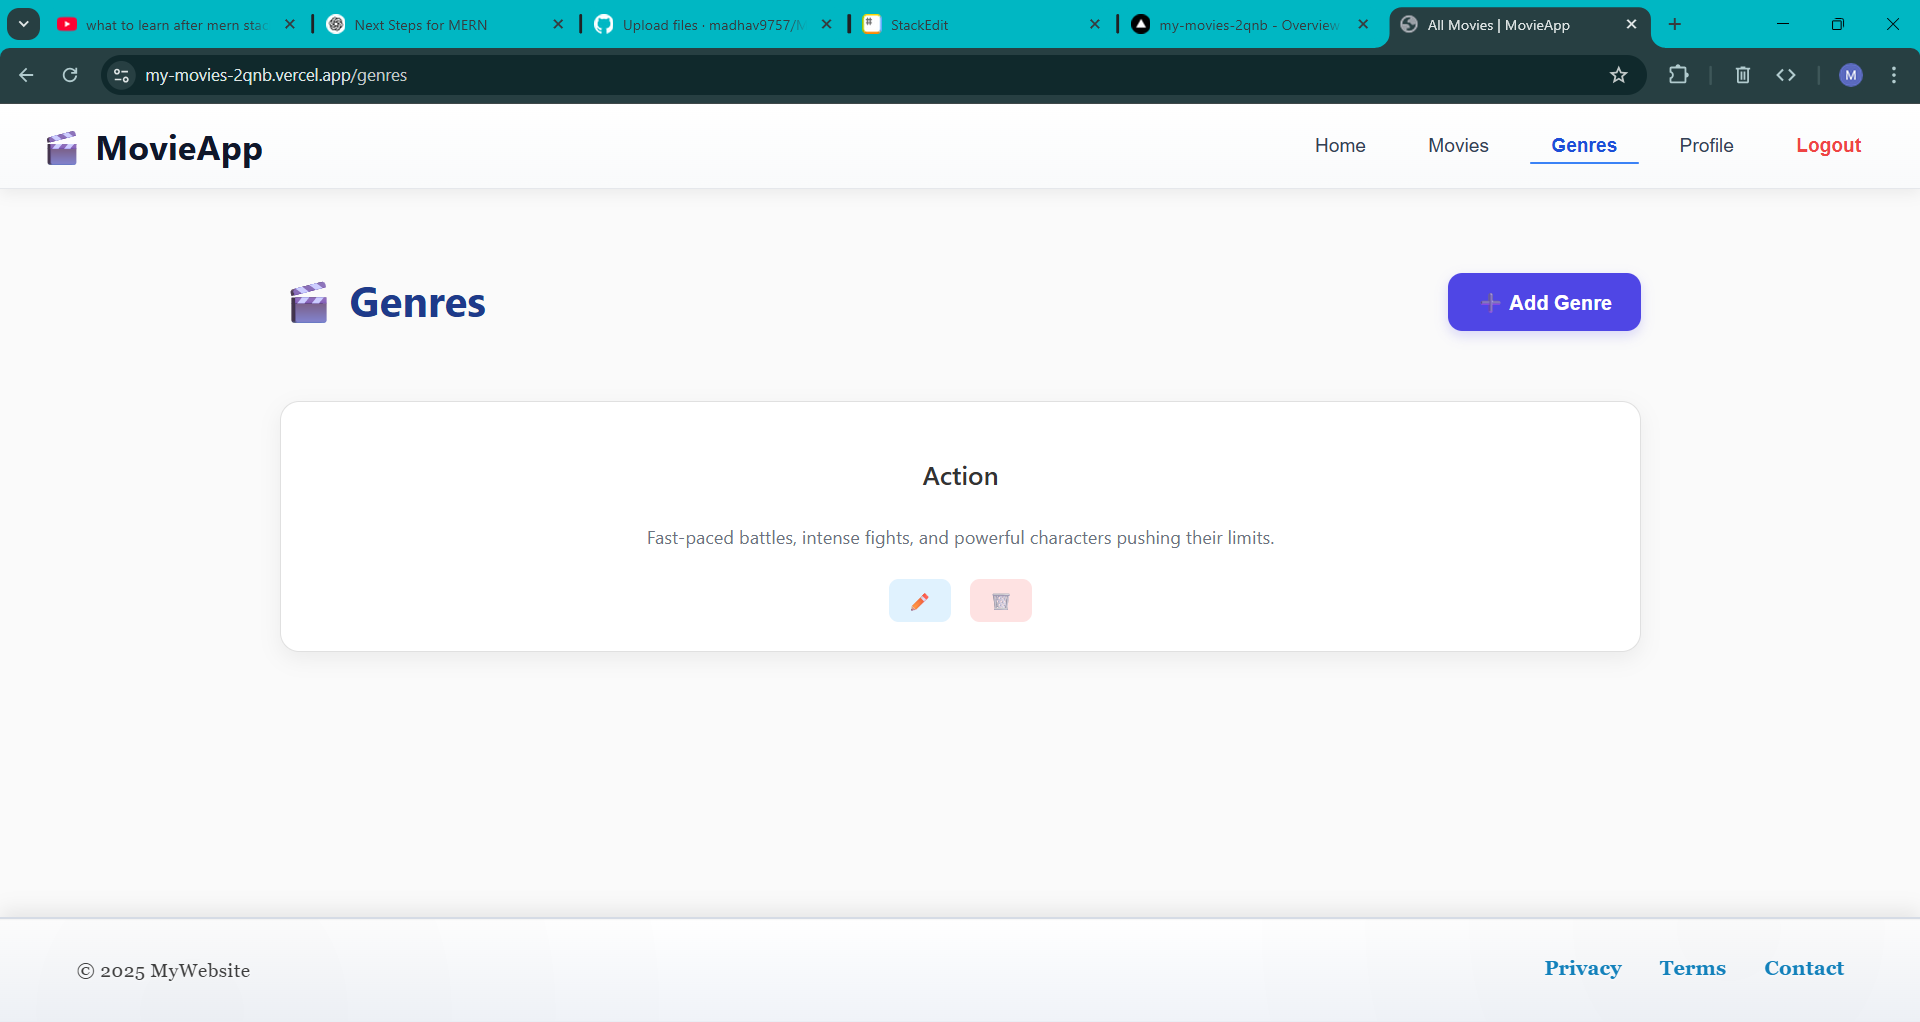 what to learn after mern stac
Next Steps for MERN
Upload files · madhav9757/M
StackEdit
my-movies-2qnb - Overview
All Movies | MovieApp
my-movies-2qnb.vercel.app/genres
M
MovieApp
Home
Movies
Genres
Profile
Logout
Genres
Add Genre
Action
Fast-paced battles, intense fights, and powerful characters pushing their limits.
© 2025 MyWebsite
Privacy
Terms
Contact